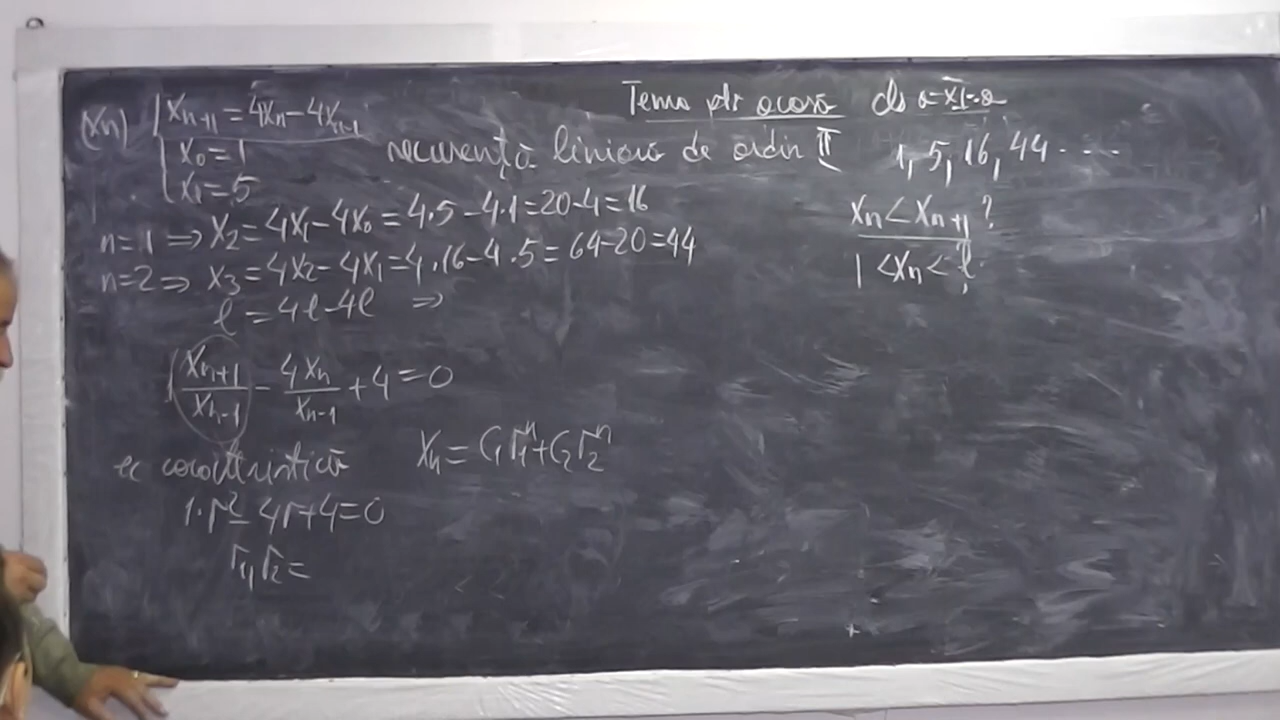 Tema ptr acasă cls a-XI-a
(xn) { xn+1 = 4xn - 4xn-1
x0 = 1
x1 = 5
recurență liniară de ordin II
1, 5, 16, 44 ....
n=1 ⇒ x2 = 4x1 - 4x0 = 4·5 - 4·1 = 20 - 4 = 16
n=2 ⇒ x3 = 4x2 - 4x1 = 4·16 - 4·5 = 64 - 20 = 44
l = 4l - 4l ⇒
xn < xn+1 ?
1 < xn <
xn+1/xn-1 - 4xn/xn-1 + 4 = 0
ec caracteristică
xn = C1r1^n + C2r2^n
1·r² - 4r + 4 = 0
r1, r2 =